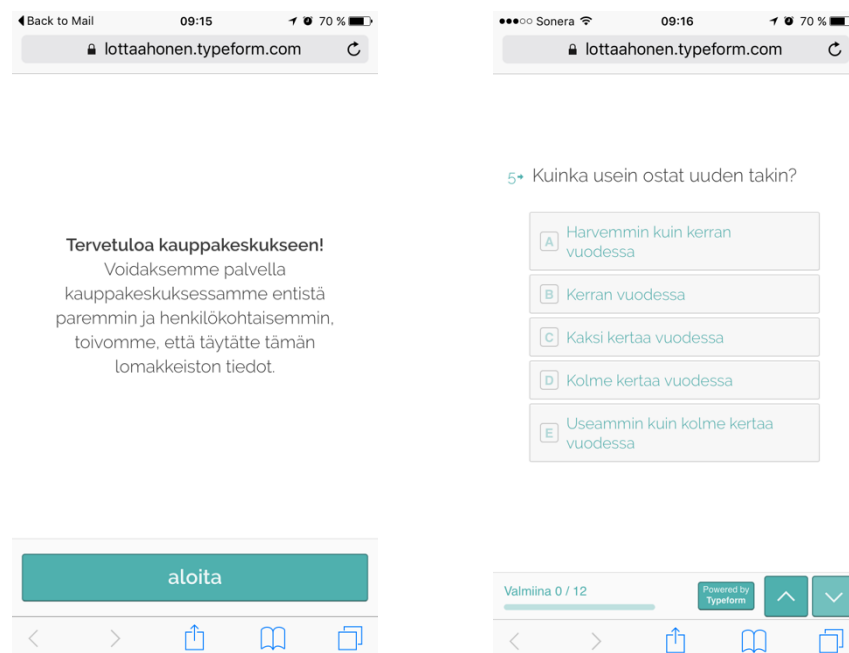 Back to Mail
09:15
70 %
lottaahonen.typeform.com
Tervetuloa kauppakeskukseen!
Voidaksemme palvella
kauppakeskuksessamme entistä
paremmin ja henkilökohtaisemmin,
toivomme, että täytätte tämän
lomakkeiston tiedot.
aloita
Sonera
09:16
70 %
lottaahonen.typeform.com
5 Kuinka usein ostat uuden takin?
A Harvemmin kuin kerran
vuodessa
B Kerran vuodessa
C Kaksi kertaa vuodessa
D Kolme kertaa vuodessa
E Useammin kuin kolme kertaa
vuodessa
Valmiina 0 / 12
Powered by
Typeform